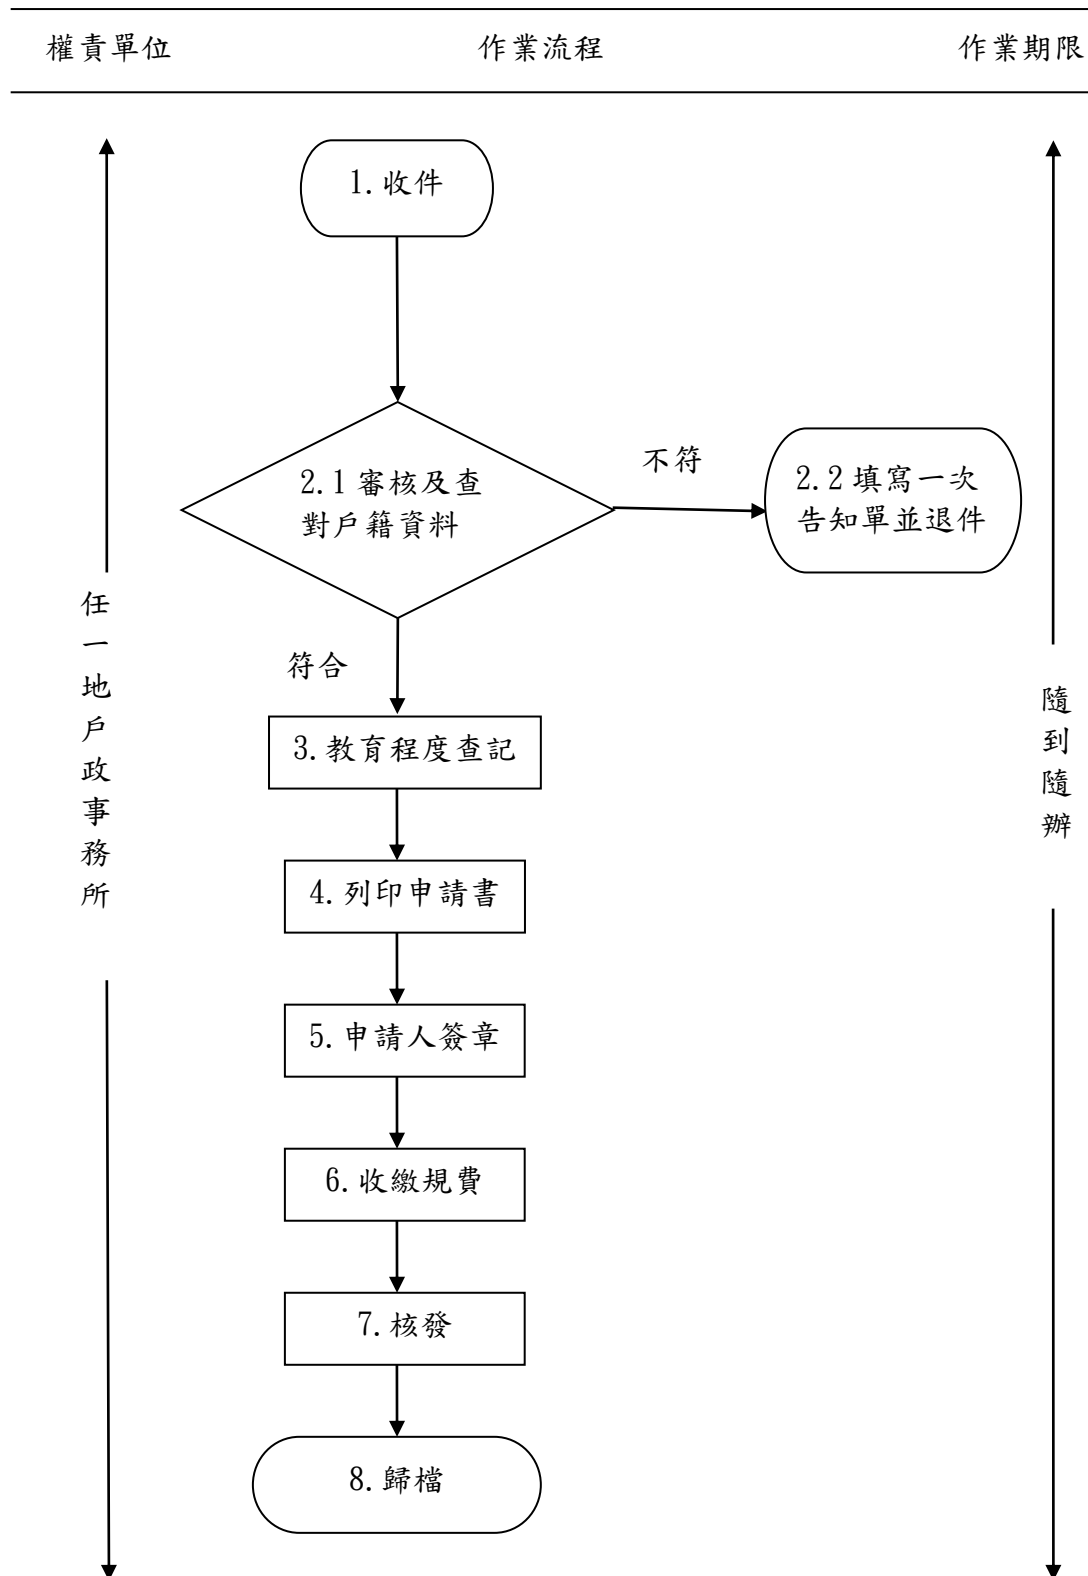 權責單位 作業流程 作業期限
1.收件
2.1審核及查
對戶籍資料
不符
2.2填寫一次
告知單並退件
符合
3.教育程度查記
4.列印申請書
5.申請人簽章
6.收繳規費
7.核發
8.歸檔
任一地戶政事務所
隨到隨辦